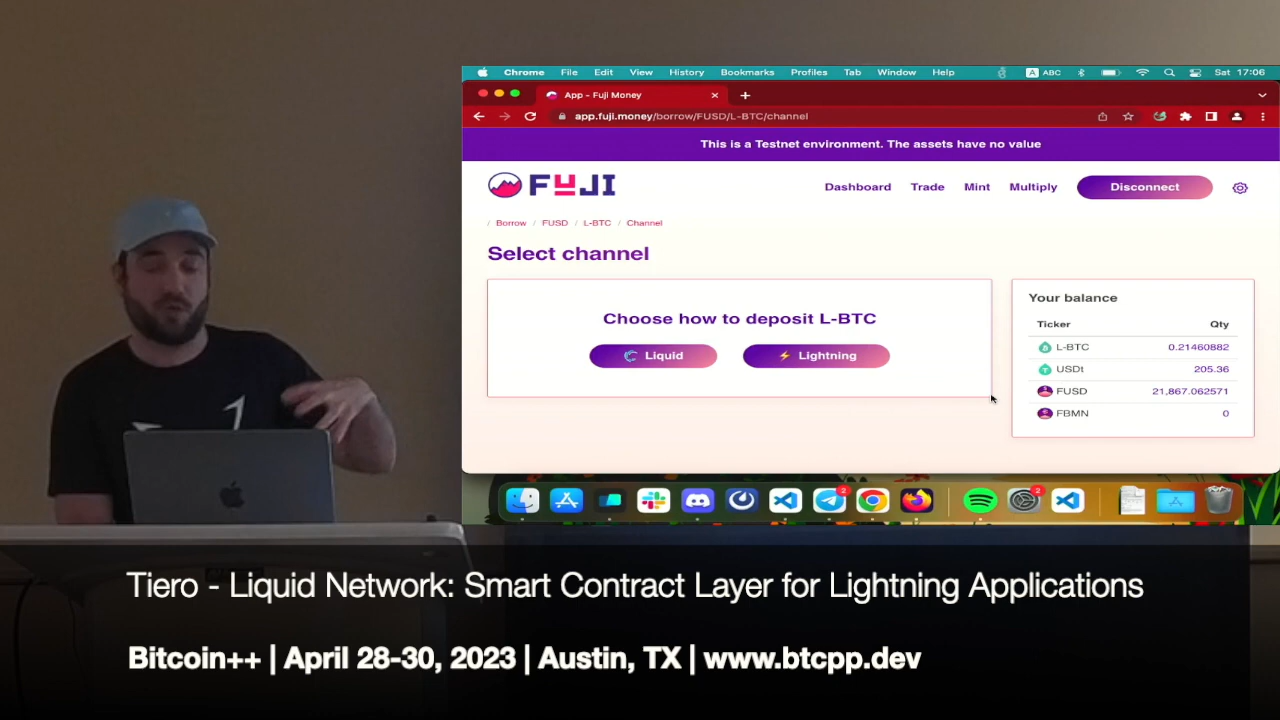 Chrome File Edit View History Bookmarks Profiles Tab Window Help A ABC Sat 17:06
App - Fuji Money
app.fuji.money/borrow/FUSD/L-BTC/channel
This is a Testnet environment. The assets have no value
FUJI Dashboard Trade Mint Multiply Disconnect
/ Borrow / FUSD / L-BTC / Channel
Select channel
Choose how to deposit L-BTC
Liquid Lightning
Your balance
Ticker Qty
L-BTC 0.21460882
USDt 205.36
FUSD 21,867.062571
FBMN 0
2 2
Tiero - Liquid Network: Smart Contract Layer for Lightning Applications
Bitcoin++ | April 28-30, 2023 | Austin, TX | www.btcpp.dev